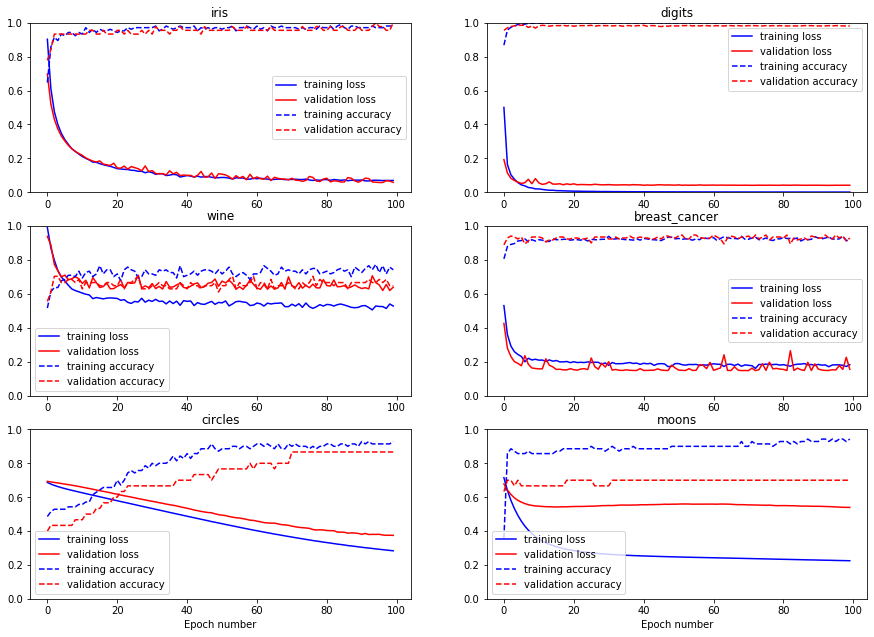 iris
1.0
0.8
0.6
0.4
0.2
0.0
training loss
validation loss
training accuracy
validation accuracy
0 20 40 60 80 100
digits
1.0
0.8
0.6
0.4
0.2
0.0
training loss
validation loss
training accuracy
validation accuracy
0 20 40 60 80 100
wine
1.0
0.8
0.6
0.4
0.2
0.0
training loss
validation loss
training accuracy
validation accuracy
0 20 40 60 80 100
breast_cancer
1.0
0.8
0.6
0.4
0.2
0.0
training loss
validation loss
training accuracy
validation accuracy
0 20 40 60 80 100
circles
1.0
0.8
0.6
0.4
0.2
0.0
training loss
validation loss
training accuracy
validation accuracy
0 20 40 60 80 100
Epoch number
moons
1.0
0.8
0.6
0.4
0.2
0.0
training loss
validation loss
training accuracy
validation accuracy
0 20 40 60 80 100
Epoch number